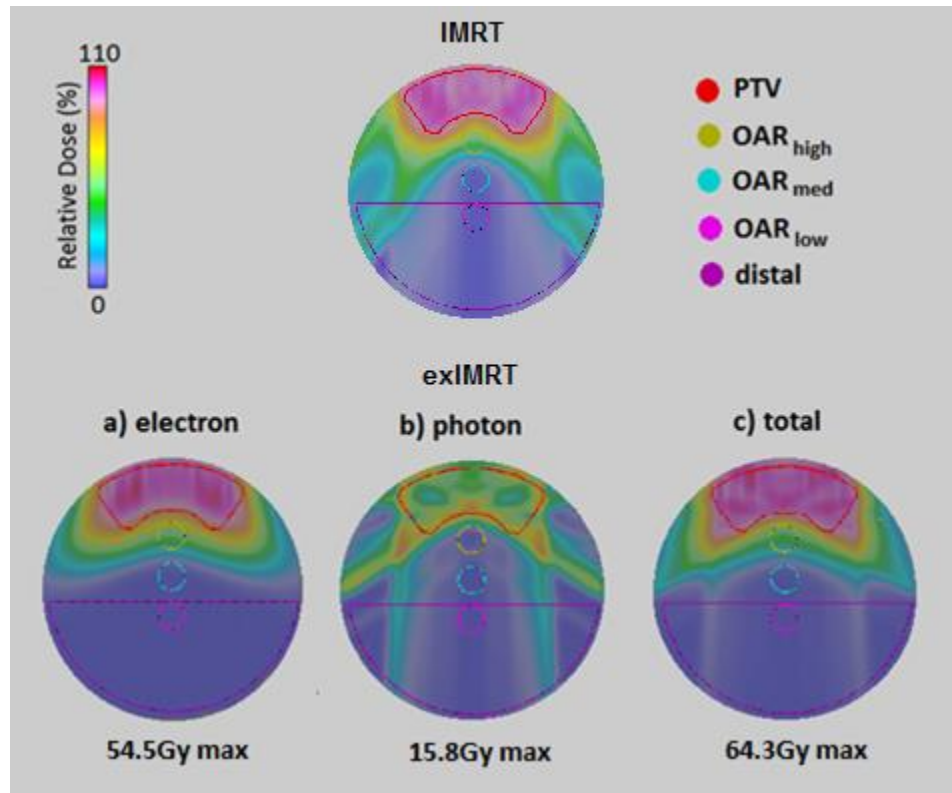 IMRT
110
Relative Dose (%)
0
PTV
OAR high
OAR med
OAR low
distal
exIMRT
a) electron
b) photon
c) total
54.5Gy max
15.8Gy max
64.3Gy max